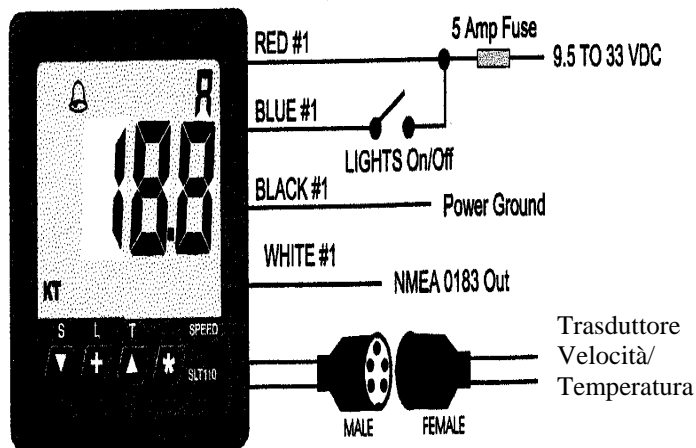 5 Amp Fuse
RED #1
9.5 TO 33 VDC
A
BLUE #1
LIGHTS On/Off
18.8
BLACK #1
Power Ground
WHITE #1
NMEA 0183 Out
KT
S L T SPEED
SLT110
Trasduttore
Velocità/
Temperatura
MALE FEMALE